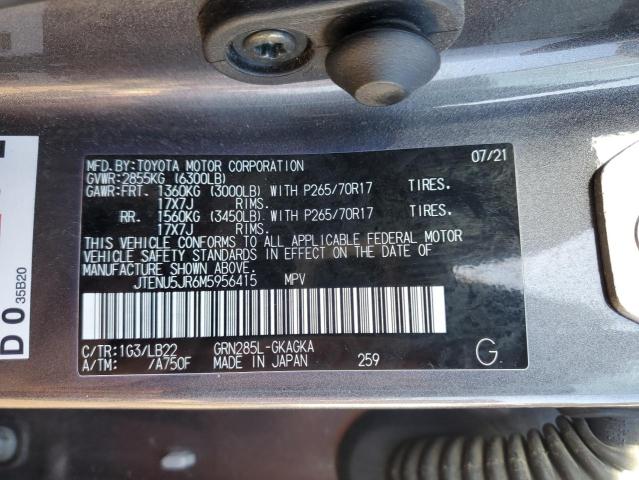 MFD.BY:TOYOTA MOTOR CORPORATION 07/21
GVWR:2855KG (6300LB)
GAWR:FRT. 1360KG (3000LB) WITH P265/70R17 TIRES.
17X7J RIMS.
RR. 1560KG (3450LB) WITH P265/70R17 TIRES.
17X7J RIMS.
THIS VEHICLE CONFORMS TO ALL APPLICABLE FEDERAL MOTOR
VEHICLE SAFETY STANDARDS IN EFFECT ON THE DATE OF
MANUFACTURE SHOWN ABOVE.
JTENU5JR6M5956415 MPV
C/TR:1G3/LB22 GRN285L-GKAGKA
A/TM: /A750F MADE IN JAPAN 259 G
D 0 35B20